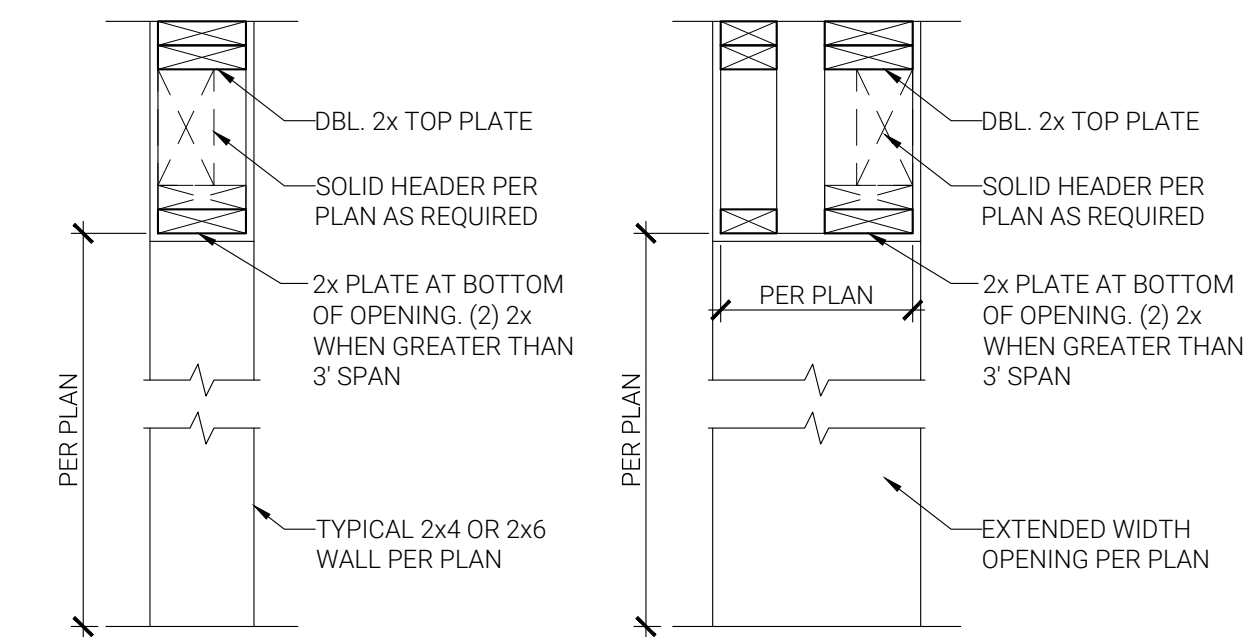 DBL. 2x TOP PLATE
SOLID HEADER PER
PLAN AS REQUIRED
2x PLATE AT BOTTOM
OF OPENING. (2) 2x
WHEN GREATER THAN
3' SPAN
PER PLAN
TYPICAL 2x4 OR 2x6
WALL PER PLAN
DBL. 2x TOP PLATE
SOLID HEADER PER
PLAN AS REQUIRED
PER PLAN
2x PLATE AT BOTTOM
OF OPENING. (2) 2x
WHEN GREATER THAN
3' SPAN
PER PLAN
EXTENDED WIDTH
OPENING PER PLAN